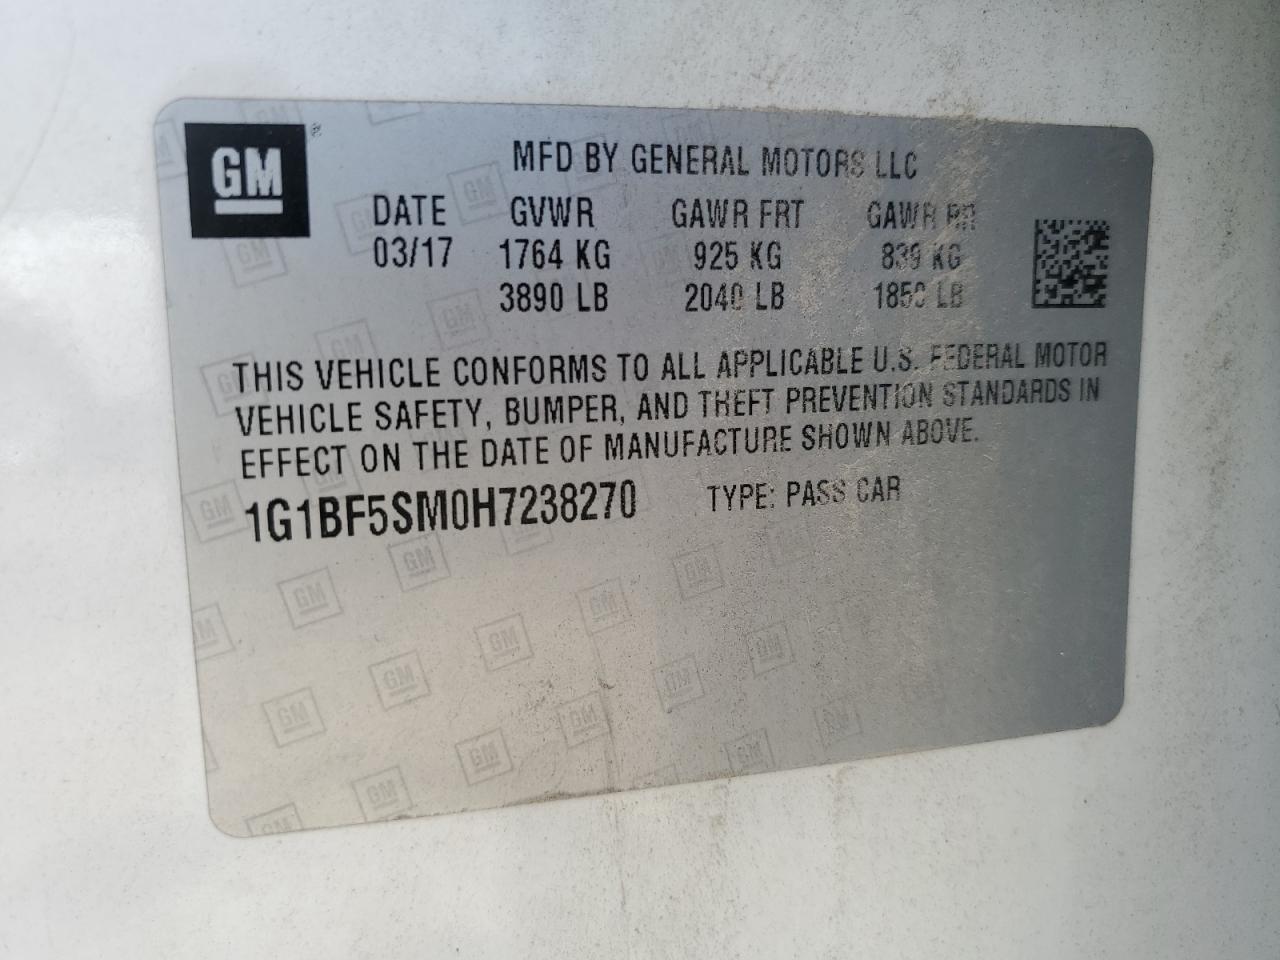 GM
MFD BY GENERAL MOTORS LLC
DATE GVWR GAWR FRT GAWR RR
03/17 1764 KG 925 KG 839 KG
3890 LB 2040 LB 1850 LB
THIS VEHICLE CONFORMS TO ALL APPLICABLE U.S. FEDERAL MOTOR
VEHICLE SAFETY, BUMPER, AND THEFT PREVENTION STANDARDS IN
EFFECT ON THE DATE OF MANUFACTURE SHOWN ABOVE.
1G1BF5SM0H7238270 TYPE: PASS CAR